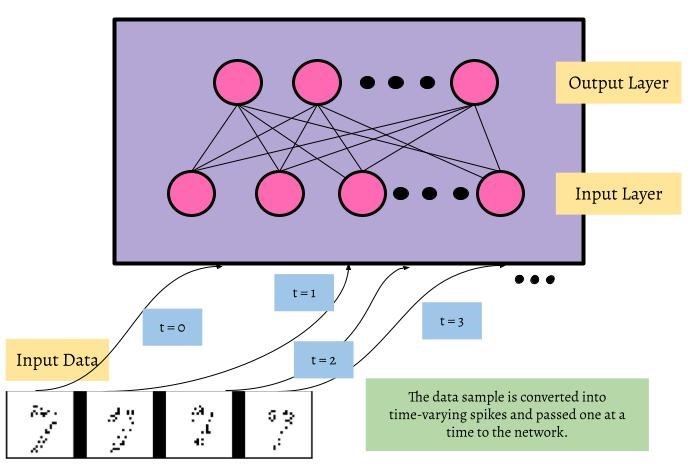 Output Layer
Input Layer
t = 1
t = 0
t = 3
t = 2
Input Data
The data sample is converted into
time-varying spikes and passed one at a
time to the network.